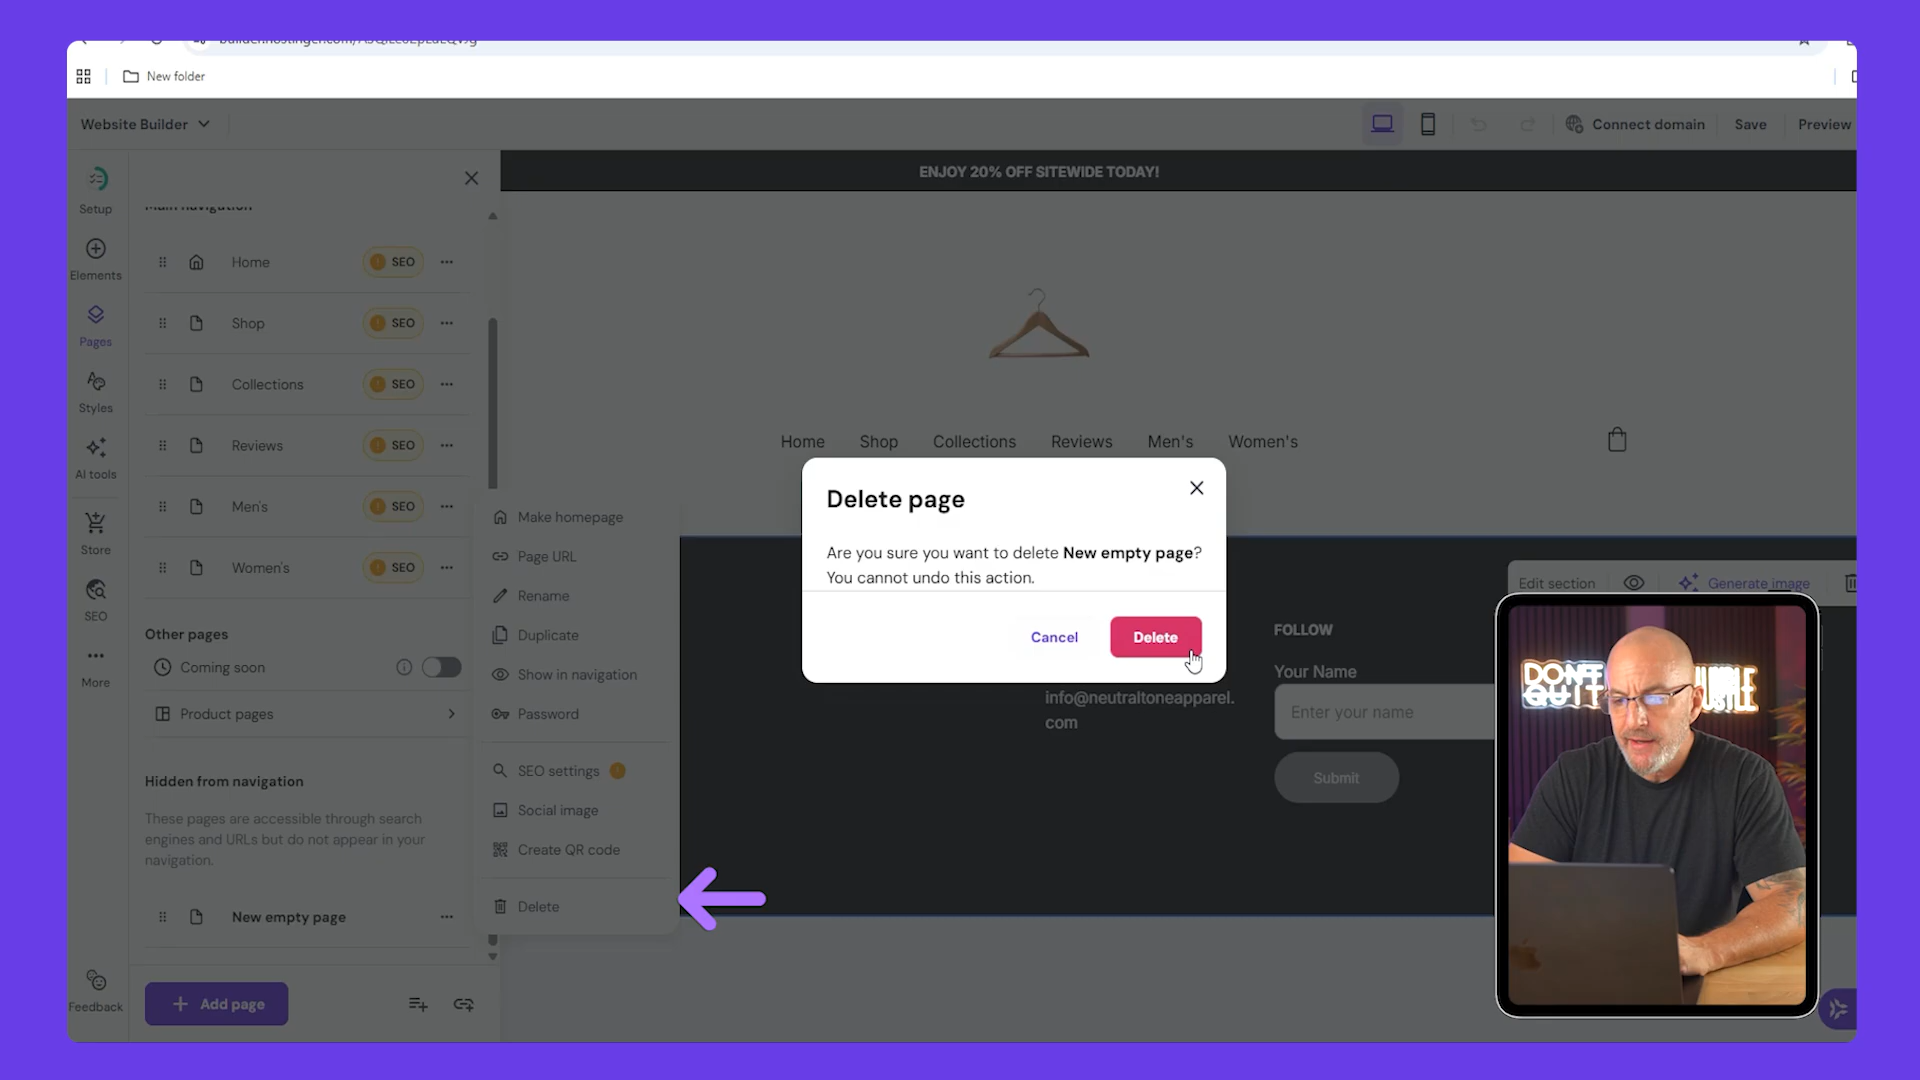 New folder
Website Builder
Connect domain
Save
Preview
Setup
Elements
Pages
Styles
AI tools
Store
SEO
More
Feedback
Main navigation
Home
SEO
Shop
SEO
Collections
SEO
Reviews
SEO
Men's
SEO
Women's
SEO
Other pages
Coming soon
Product pages
Hidden from navigation
These pages are accessible through search
engines and URLs but do not appear in your
navigation.
New empty page
Add page
Make homepage
Page URL
Rename
Duplicate
Show in navigation
Password
SEO settings
Social image
Create QR code
Delete
ENJOY 20% OFF SITEWIDE TODAY!
Home Shop Collections Reviews Men's Women's
Delete page
Are you sure you want to delete New empty page?
You cannot undo this action.
Cancel
Delete
info@neutraltoneapparel.
com
Edit section
Generate image
FOLLOW
Your Name
Enter your name
Submit
DON'T
QUIT